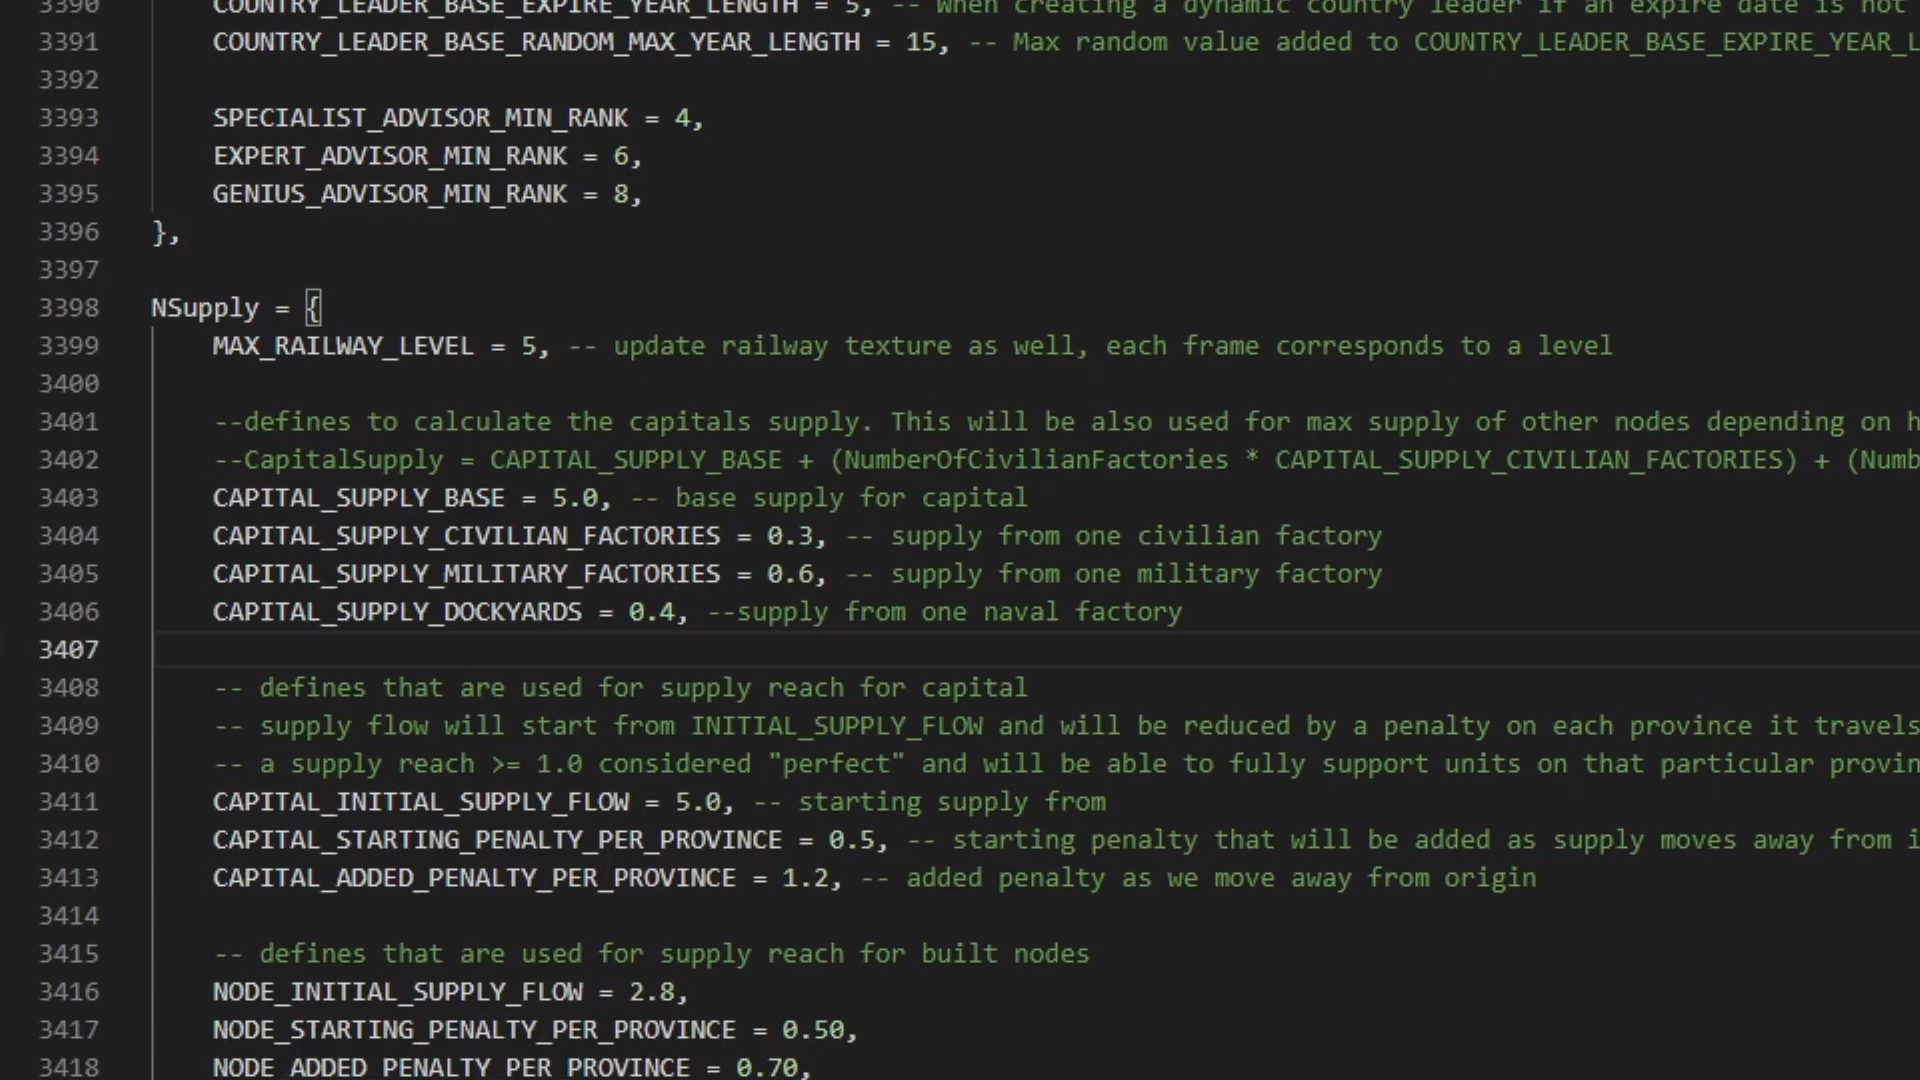 3390 COUNTRY_LEADER_BASE_EXPIRE_YEAR_LENGTH = 5, -- when creating a dynamic country leader if an expire date is not
3391 COUNTRY_LEADER_BASE_RANDOM_MAX_YEAR_LENGTH = 15, -- Max random value added to COUNTRY_LEADER_BASE_EXPIRE_YEAR_L
3392
3393 SPECIALIST_ADVISOR_MIN_RANK = 4,
3394 EXPERT_ADVISOR_MIN_RANK = 6,
3395 GENIUS_ADVISOR_MIN_RANK = 8,
3396 },
3397
3398 NSupply = {
3399 MAX_RAILWAY_LEVEL = 5, -- update railway texture as well, each frame corresponds to a level
3400
3401 --defines to calculate the capitals supply. This will be also used for max supply of other nodes depending on h
3402 --CapitalSupply = CAPITAL_SUPPLY_BASE + (NumberOfCivilianFactories * CAPITAL_SUPPLY_CIVILIAN_FACTORIES) + (Numb
3403 CAPITAL_SUPPLY_BASE = 5.0, -- base supply for capital
3404 CAPITAL_SUPPLY_CIVILIAN_FACTORIES = 0.3, -- supply from one civilian factory
3405 CAPITAL_SUPPLY_MILITARY_FACTORIES = 0.6, -- supply from one military factory
3406 CAPITAL_SUPPLY_DOCKYARDS = 0.4, --supply from one naval factory
3407
3408 -- defines that are used for supply reach for capital
3409 -- supply flow will start from INITIAL_SUPPLY_FLOW and will be reduced by a penalty on each province it travels
3410 -- a supply reach >= 1.0 considered "perfect" and will be able to fully support units on that particular provin
3411 CAPITAL_INITIAL_SUPPLY_FLOW = 5.0, -- starting supply from
3412 CAPITAL_STARTING_PENALTY_PER_PROVINCE = 0.5, -- starting penalty that will be added as supply moves away from i
3413 CAPITAL_ADDED_PENALTY_PER_PROVINCE = 1.2, -- added penalty as we move away from origin
3414
3415 -- defines that are used for supply reach for built nodes
3416 NODE_INITIAL_SUPPLY_FLOW = 2.8,
3417 NODE_STARTING_PENALTY_PER_PROVINCE = 0.50,
3418 NODE_ADDED_PENALTY_PER_PROVINCE = 0.70,